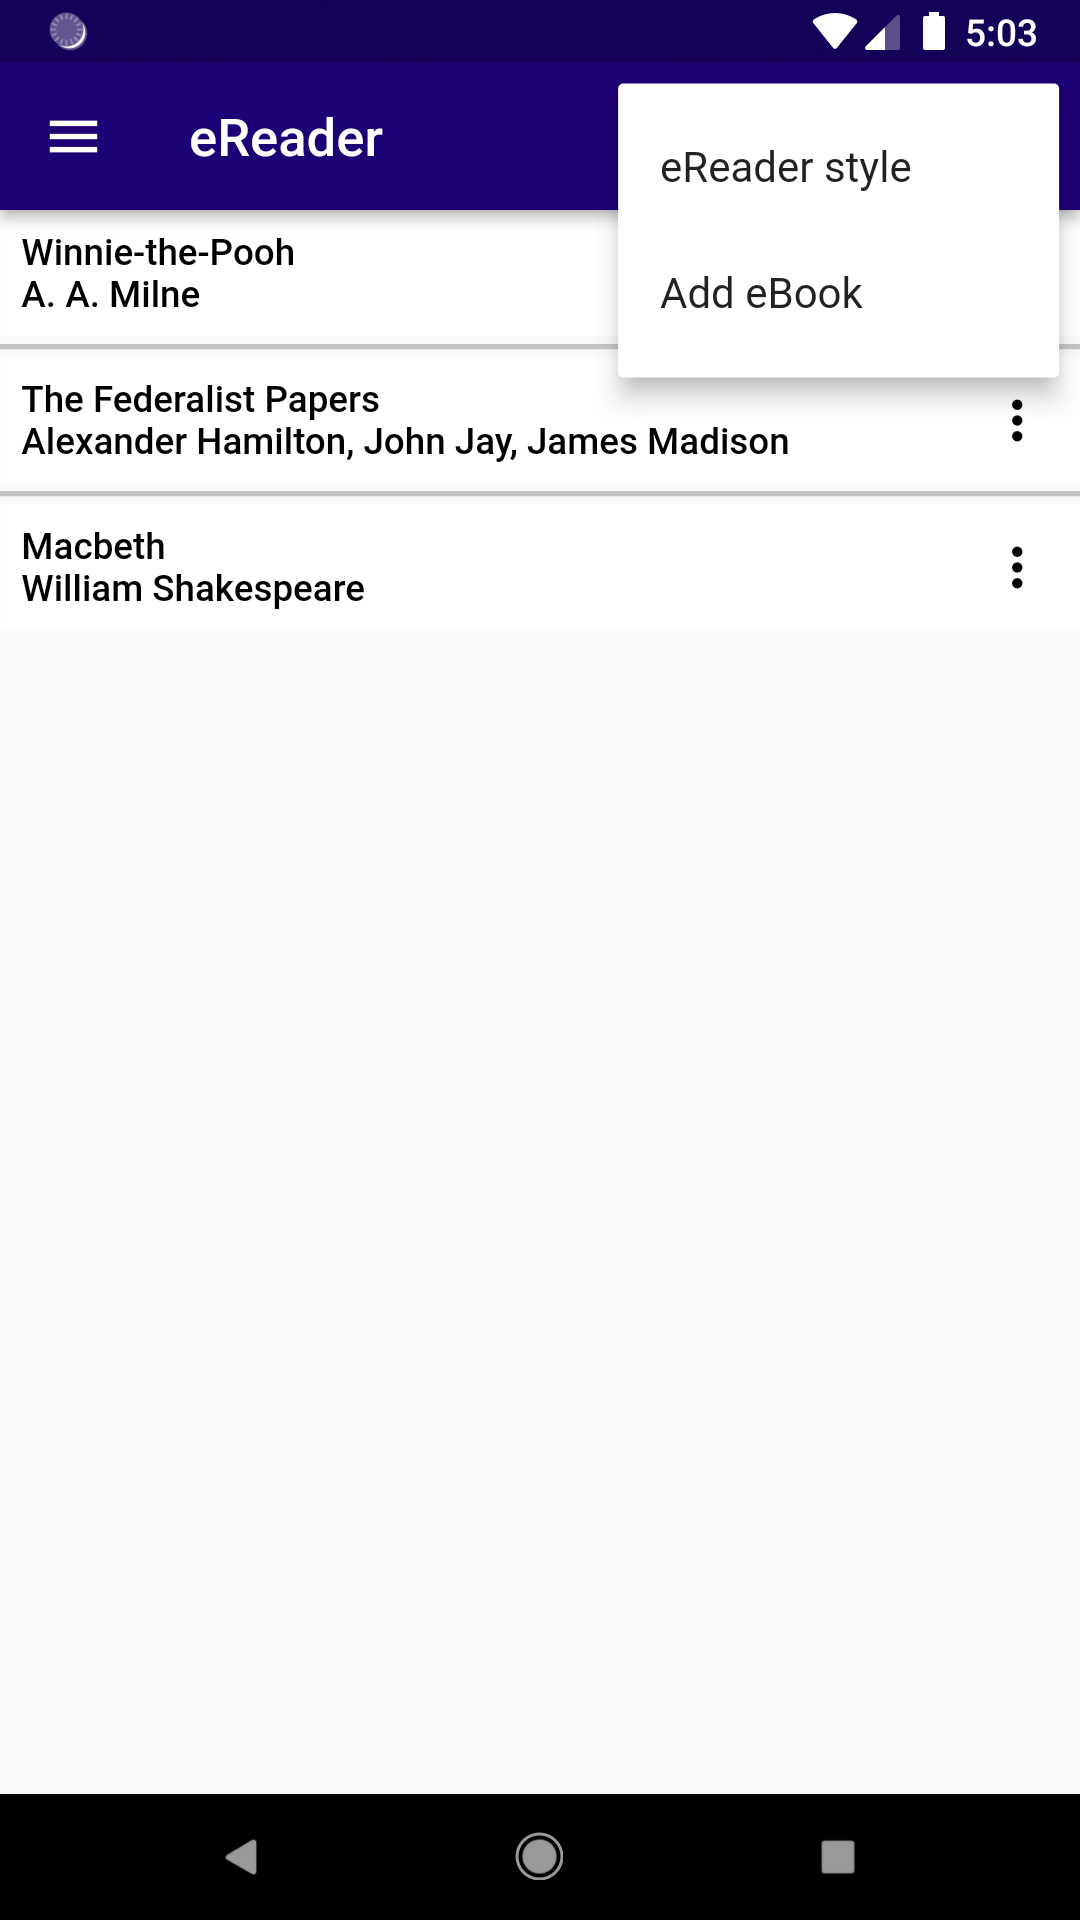 5:03
eReader
eReader style
Add eBook
Winnie-the-Pooh
A. A. Milne
The Federalist Papers
Alexander Hamilton, John Jay, James Madison
Macbeth
William Shakespeare